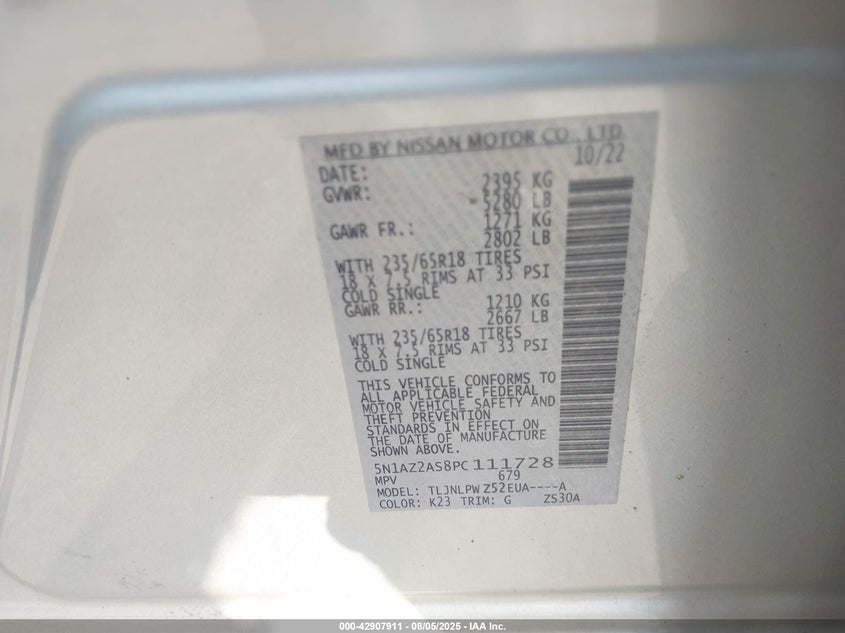 MFD BY NISSAN MOTOR CO., LTD.
DATE: 10/22
GVWR: 2395 KG
5280 LB
GAWR FR.: 1271 KG
2802 LB
WITH 235/65R18 TIRES
18 X 7.5 RIMS AT 33 PSI
COLD SINGLE
GAWR RR.: 1210 KG
2667 LB
WITH 235/65R18 TIRES
18 X 7.5 RIMS AT 33 PSI
COLD SINGLE
THIS VEHICLE CONFORMS TO
ALL APPLICABLE FEDERAL
MOTOR VEHICLE SAFETY AND
THEFT PREVENTION
STANDARDS IN EFFECT ON
THE DATE OF MANUFACTURE
SHOWN ABOVE.
5N1AZ2AS8PC111728
MPV 679
MODEL: TLJNLPW Z52EUA----A
COLOR: K23 TRIM: G ZS30A
000-42907911 - 08/05/2025 - IAA Inc.